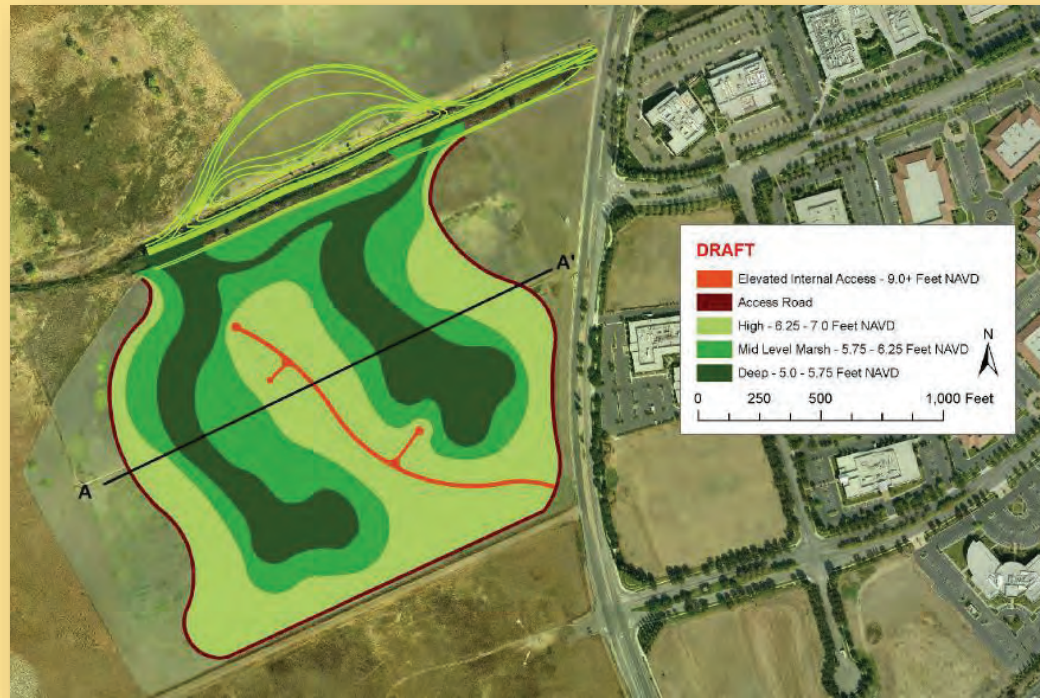 A'
A
DRAFT
Elevated Internal Access - 9.0+ Feet NAVD
Access Road
High - 6.25 - 7.0 Feet NAVD
Mid Level Marsh - 5.75 - 6.25 Feet NAVD
Deep - 5.0 - 5.75 Feet NAVD
N
0 250 500 1,000 Feet